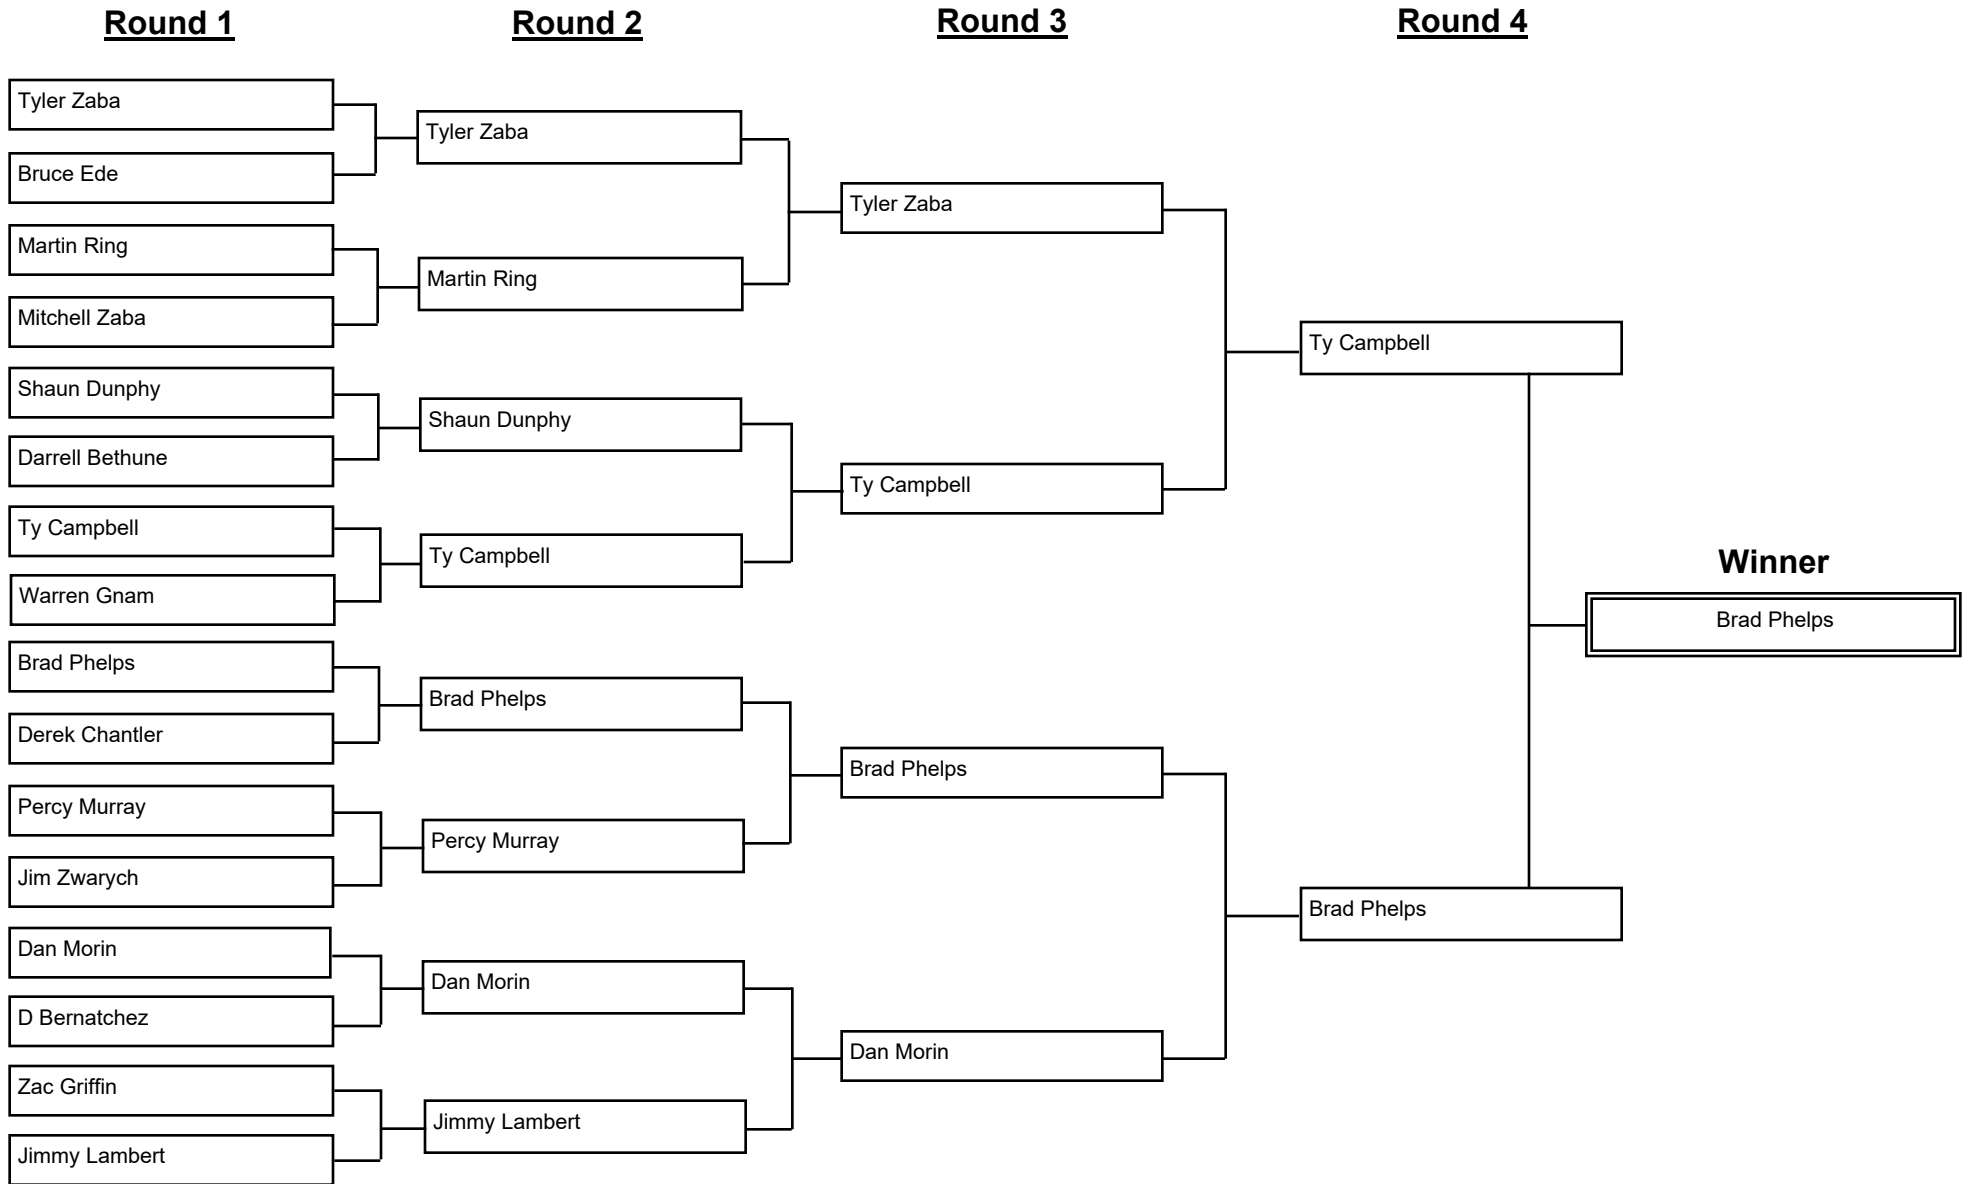 Round 1
Round 2
Round 3
Round 4
Tyler Zaba
Bruce Ede
Martin Ring
Mitchell Zaba
Shaun Dunphy
Darrell Bethune
Ty Campbell
Warren Gnam
Brad Phelps
Derek Chantler
Percy Murray
Jim Zwarych
Dan Morin
D Bernatchez
Zac Griffin
Jimmy Lambert
Tyler Zaba
Martin Ring
Shaun Dunphy
Ty Campbell
Brad Phelps
Percy Murray
Dan Morin
Jimmy Lambert
Tyler Zaba
Ty Campbell
Brad Phelps
Dan Morin
Ty Campbell
Brad Phelps
Winner
Brad Phelps